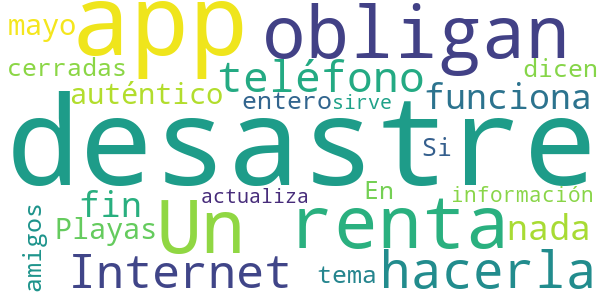 mayo app obligan
cerradas teléfono dicen
auténtico entero sirve funciona
desastre Si
fin actualiza En información
Playas Un renta nada
amigos Internet tema hacerla